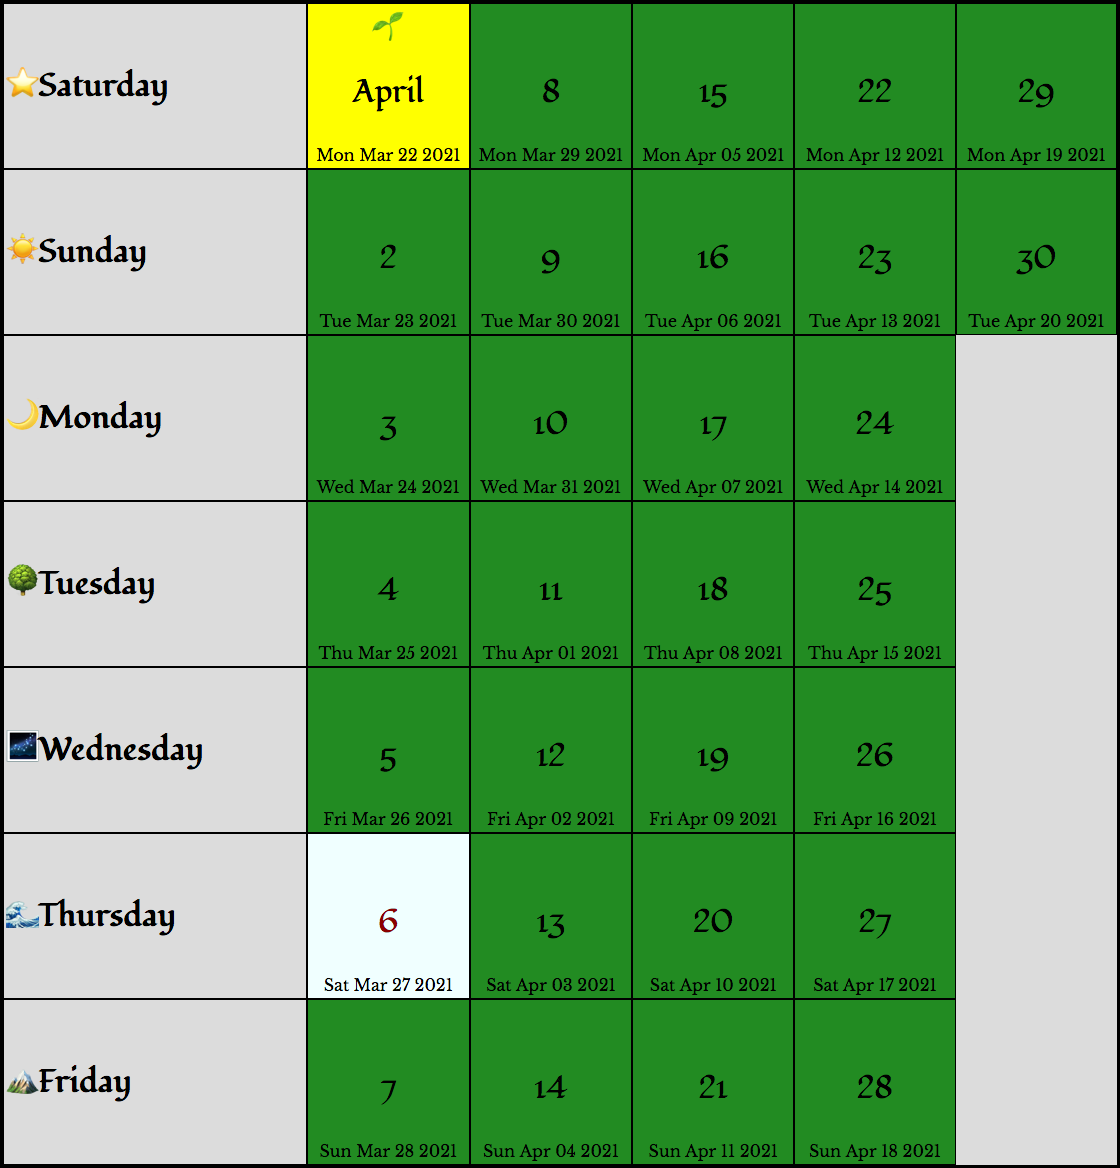 Saturday
April
Mon Mar 22 2021
8
Mon Mar 29 2021
15
Mon Apr 05 2021
22
Mon Apr 12 2021
29
Mon Apr 19 2021
Sunday
2
Tue Mar 23 2021
9
Tue Mar 30 2021
16
Tue Apr 06 2021
23
Tue Apr 13 2021
30
Tue Apr 20 2021
Monday
3
Wed Mar 24 2021
10
Wed Mar 31 2021
17
Wed Apr 07 2021
24
Wed Apr 14 2021
Tuesday
4
Thu Mar 25 2021
11
Thu Apr 01 2021
18
Thu Apr 08 2021
25
Thu Apr 15 2021
Wednesday
5
Fri Mar 26 2021
12
Fri Apr 02 2021
19
Fri Apr 09 2021
26
Fri Apr 16 2021
Thursday
6
Sat Mar 27 2021
13
Sat Apr 03 2021
20
Sat Apr 10 2021
27
Sat Apr 17 2021
Friday
7
Sun Mar 28 2021
14
Sun Apr 04 2021
21
Sun Apr 11 2021
28
Sun Apr 18 2021